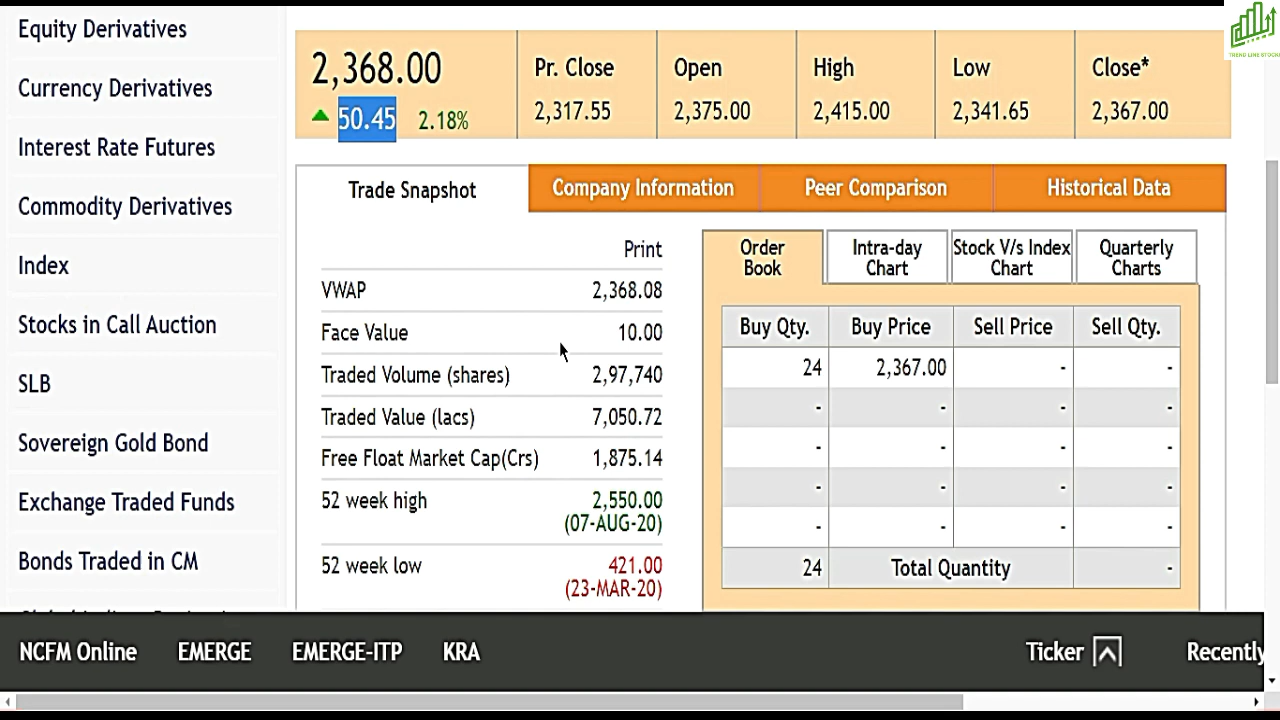 Equity Derivatives
Currency Derivatives
Interest Rate Futures
Commodity Derivatives
Index
Stocks in Call Auction
SLB
Sovereign Gold Bond
Exchange Traded Funds
Bonds Traded in CM
2,368.00
50.45 2.18%
Pr. Close Open High Low Close*
2,317.55 2,375.00 2,415.00 2,341.65 2,367.00
TREND LINE STOCKS
Trade Snapshot Company Information Peer Comparison Historical Data
Print
VWAP 2,368.08
Face Value 10.00
Traded Volume (shares) 2,97,740
Traded Value (lacs) 7,050.72
Free Float Market Cap(Crs) 1,875.14
52 week high 2,550.00
(07-AUG-20)
52 week low 421.00
(23-MAR-20)
Order Book
Intra-day Chart
Stock V/s Index Chart
Quarterly Charts
Buy Qty. Buy Price Sell Price Sell Qty.
24 2,367.00 - -
- - - -
- - - -
- - - -
- - - -
24 Total Quantity -
NCFM Online EMERGE EMERGE-ITP KRA Ticker Recently